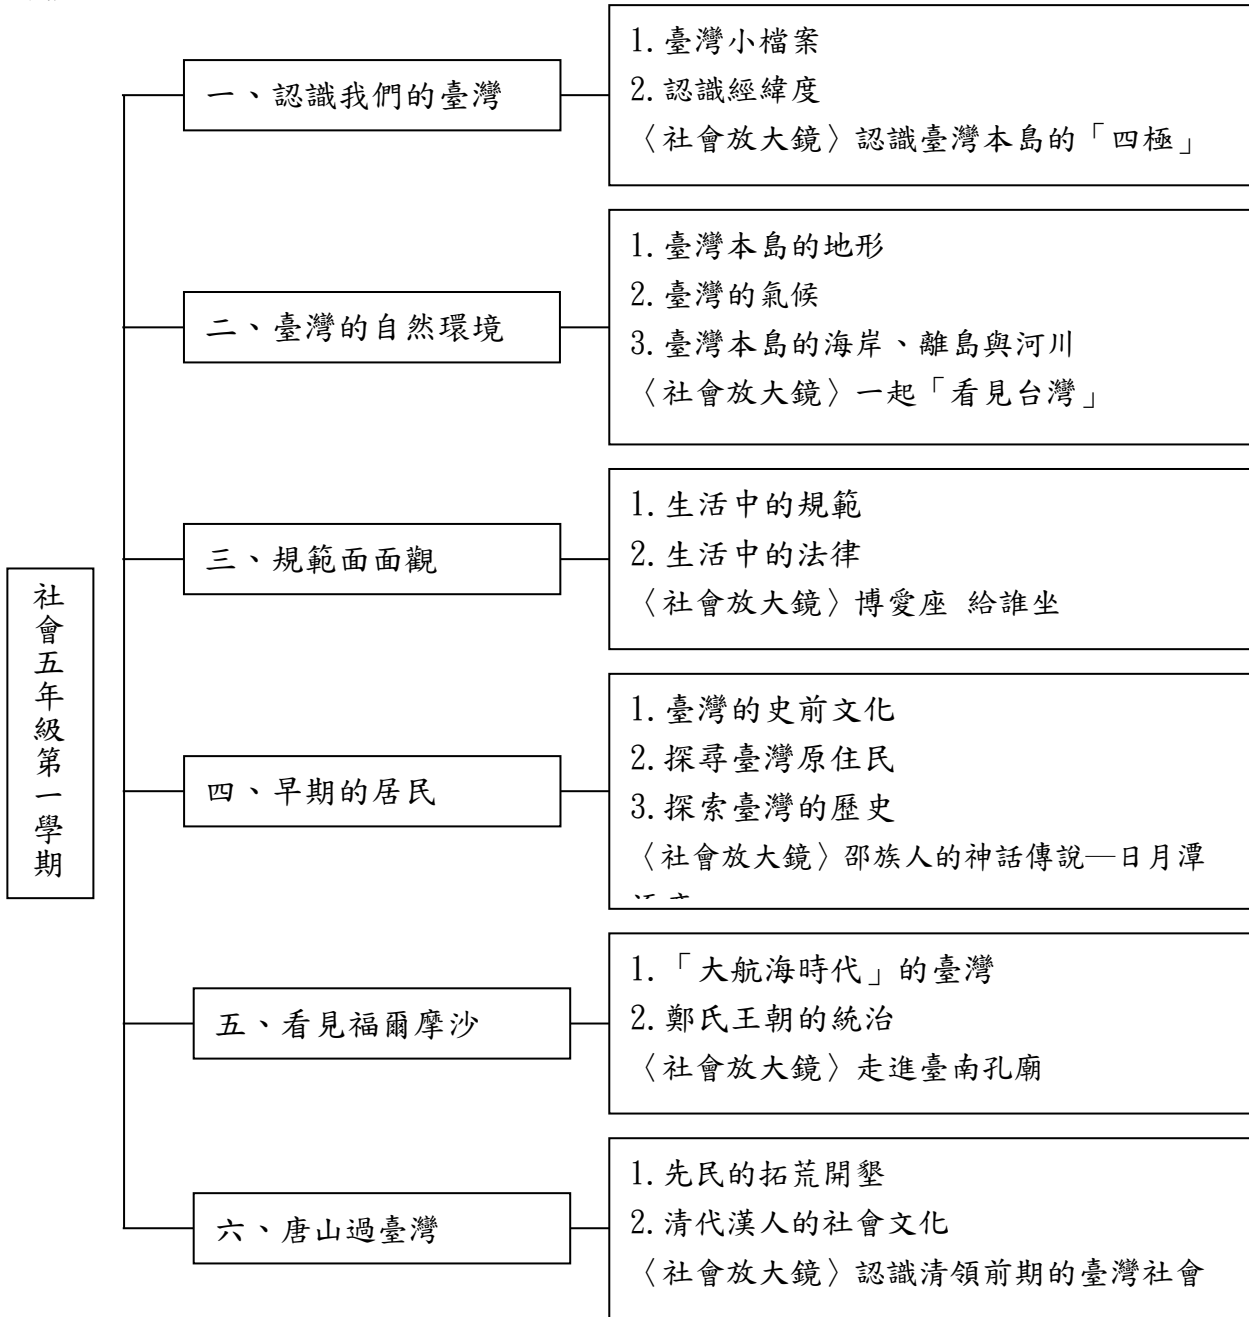 社會五年級第一學期
一、認識我們的臺灣
1.臺灣小檔案
2.認識經緯度
〈社會放大鏡〉認識臺灣本島的「四極」
二、臺灣的自然環境
1.臺灣本島的地形
2.臺灣的氣候
3.臺灣本島的海岸、離島與河川
〈社會放大鏡〉一起「看見台灣」
三、規範面面觀
1.生活中的規範
2.生活中的法律
〈社會放大鏡〉博愛座 給誰坐
四、早期的居民
1.臺灣的史前文化
2.探尋臺灣原住民
3.探索臺灣的歷史
〈社會放大鏡〉邵族人的神話傳說—日月潭
五、看見福爾摩沙
1.「大航海時代」的臺灣
2.鄭氏王朝的統治
〈社會放大鏡〉走進臺南孔廟
六、唐山過臺灣
1.先民的拓荒開墾
2.清代漢人的社會文化
〈社會放大鏡〉認識清領前期的臺灣社會